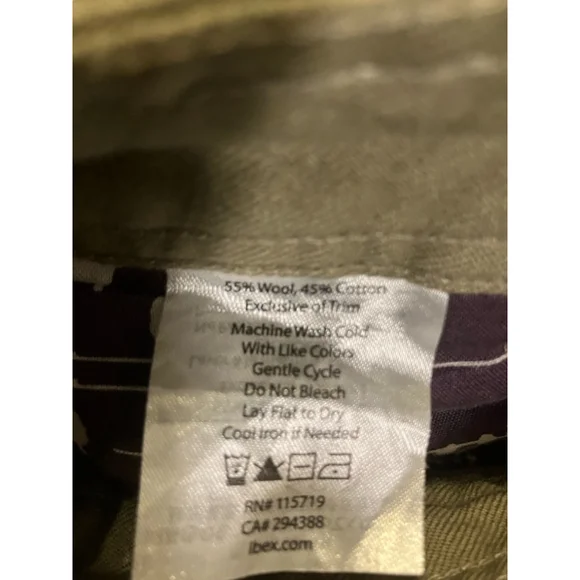 55% Wool, 45% Cotton
Exclusive of Trim
Machine Wash Cold
With Like Colors
Gentle Cycle
Do Not Bleach
Lay Flat to Dry
Cool Iron if Needed
RN# 115719
CA# 294388
ibex.com